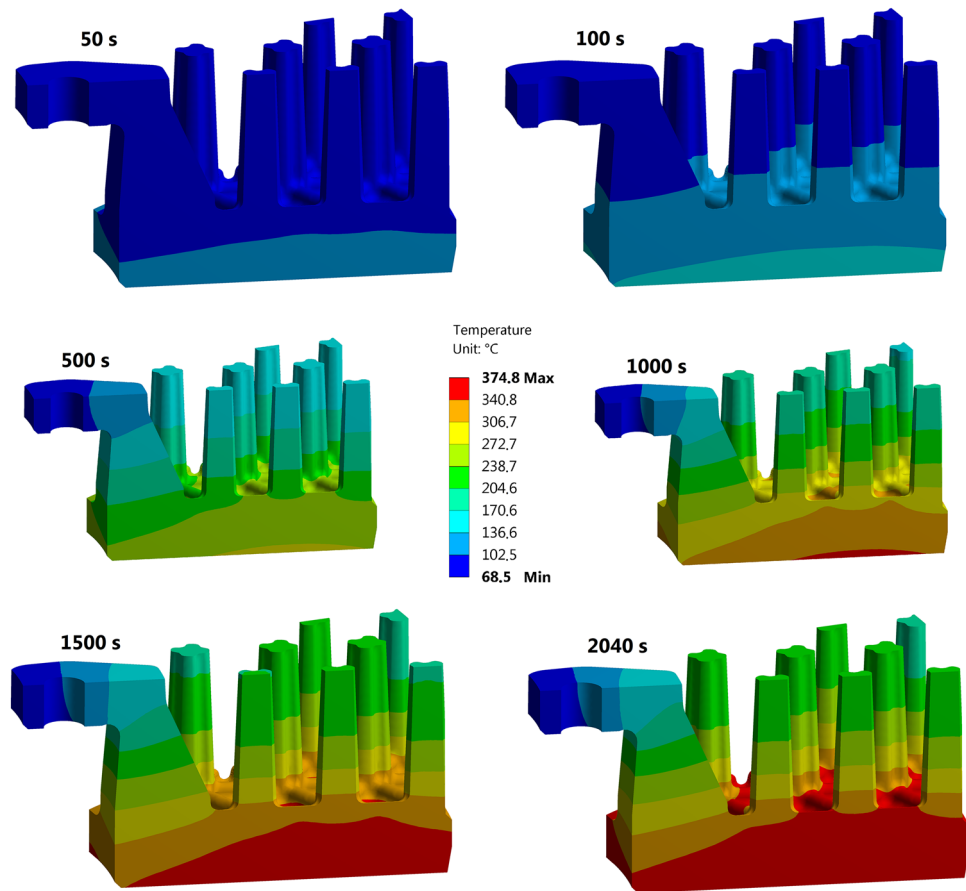 50 s
100 s
500 s
1000 s
Temperature
Unit: °C
374.8 Max
340.8
306.7
272.7
238.7
204.6
170.6
136.6
102.5
68.5 Min
1500 s
2040 s